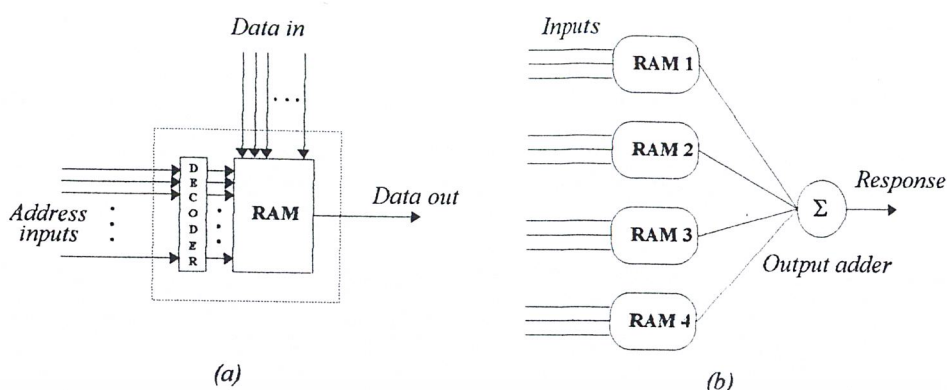 Data in
Address
inputs
DECODER
RAM
Data out
(a)
Inputs
RAM 1
RAM 2
RAM 3
RAM 4
Σ
Response
Output adder
(b)